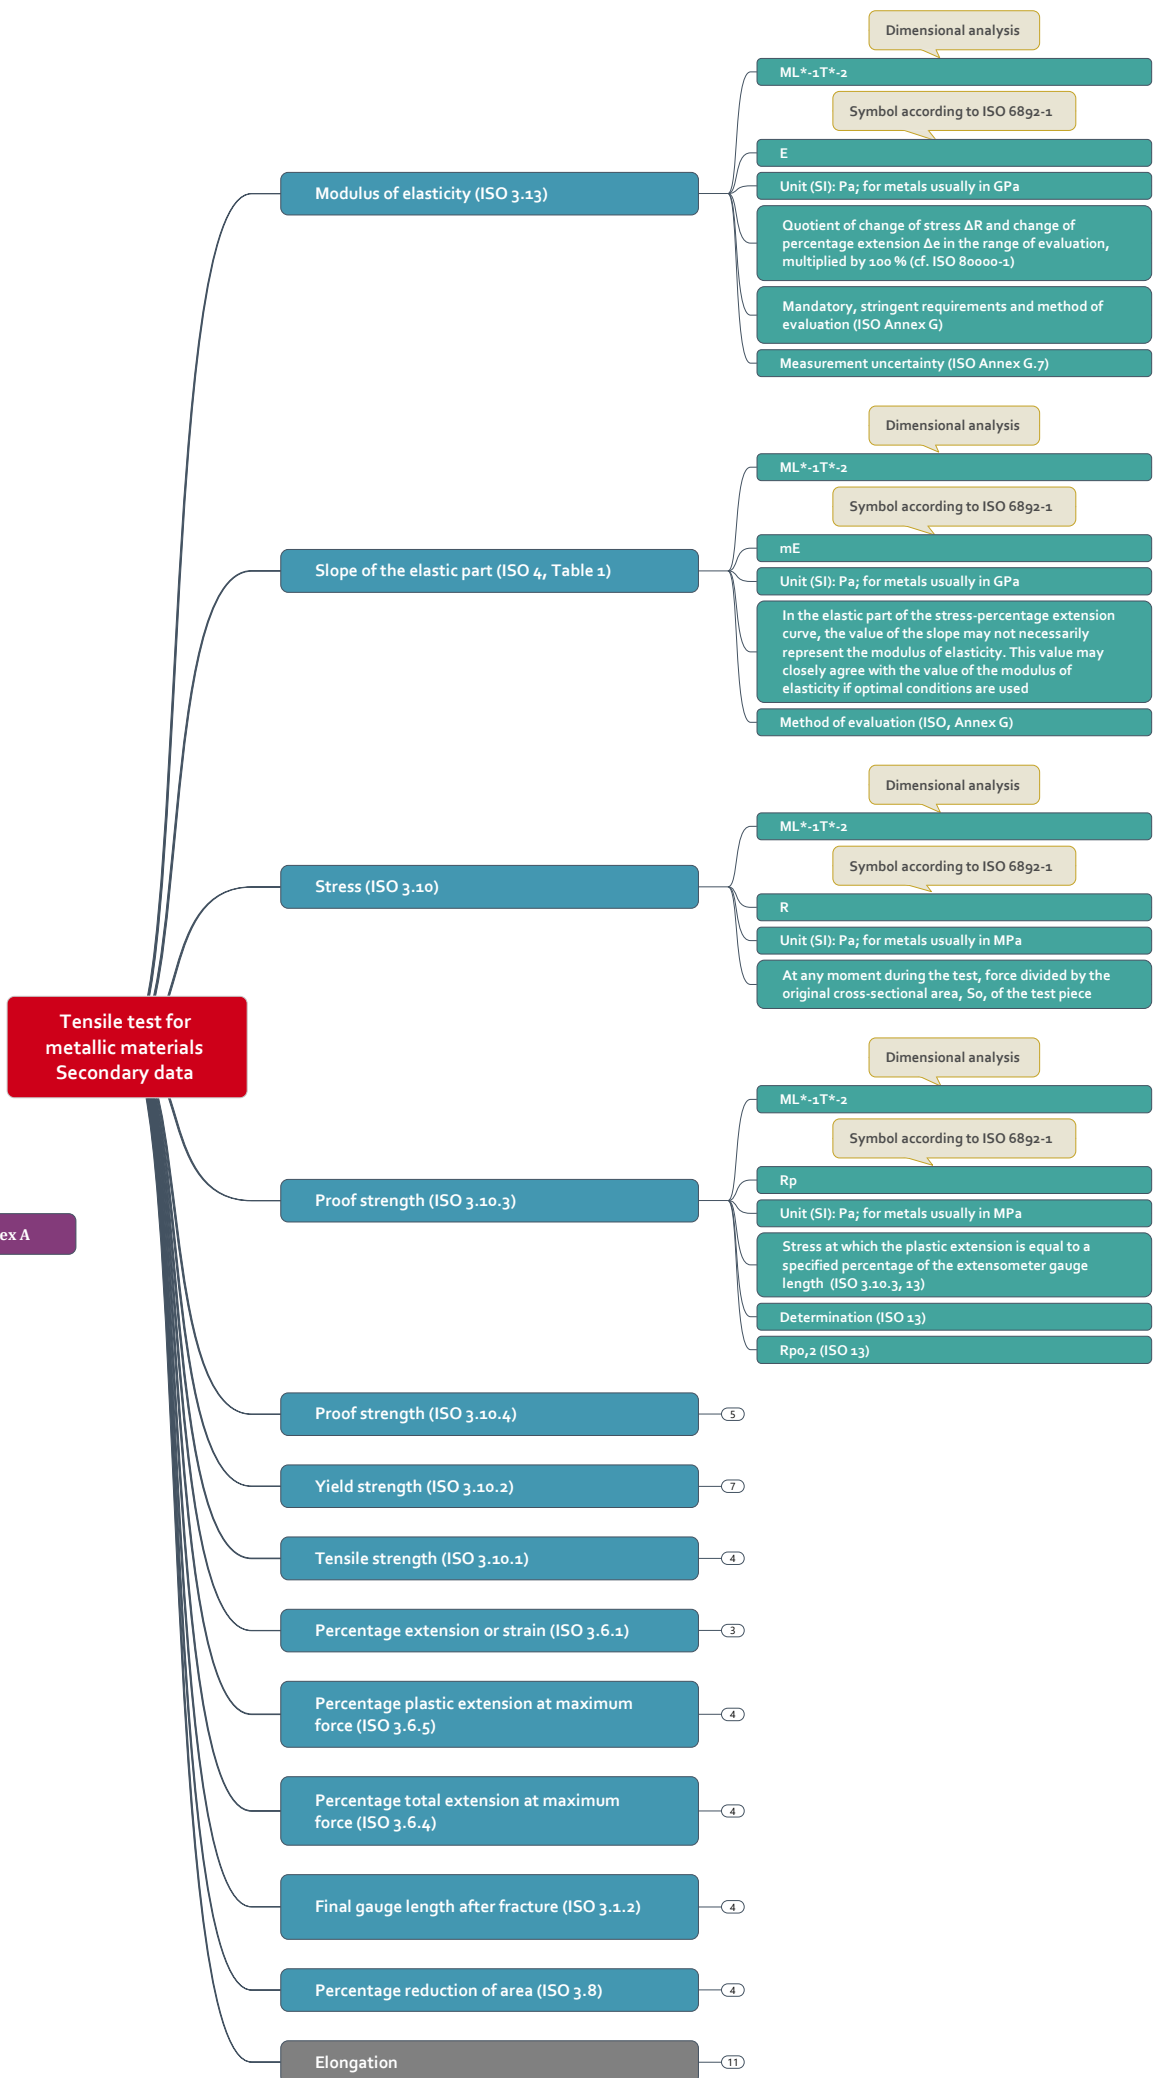 Tensile test for
metallic materials
Secondary data
ex A
Modulus of elasticity (ISO 3.13)
Dimensional analysis
ML*-1T*-2
Symbol according to ISO 6892-1
E
Unit (SI): Pa; for metals usually in GPa
Quotient of change of stress ΔR and change of
percentage extension Δe in the range of evaluation,
multiplied by 100 % (cf. ISO 80000-1)
Mandatory, stringent requirements and method of
evaluation (ISO Annex G)
Measurement uncertainty (ISO Annex G.7)
Slope of the elastic part (ISO 4, Table 1)
Dimensional analysis
ML*-1T*-2
Symbol according to ISO 6892-1
mE
Unit (SI): Pa; for metals usually in GPa
In the elastic part of the stress-percentage extension
curve, the value of the slope may not necessarily
represent the modulus of elasticity. This value may
closely agree with the value of the modulus of
elasticity if optimal conditions are used
Method of evaluation (ISO, Annex G)
Stress (ISO 3.10)
Dimensional analysis
ML*-1T*-2
Symbol according to ISO 6892-1
R
Unit (SI): Pa; for metals usually in MPa
At any moment during the test, force divided by the
original cross-sectional area, So, of the test piece
Proof strength (ISO 3.10.3)
Dimensional analysis
ML*-1T*-2
Symbol according to ISO 6892-1
Rp
Unit (SI): Pa; for metals usually in MPa
Stress at which the plastic extension is equal to a
specified percentage of the extensometer gauge
length  (ISO 3.10.3, 13)
Determination (ISO 13)
Rp0,2 (ISO 13)
Proof strength (ISO 3.10.4)
5
Yield strength (ISO 3.10.2)
7
Tensile strength (ISO 3.10.1)
4
Percentage extension or strain (ISO 3.6.1)
3
Percentage plastic extension at maximum
force (ISO 3.6.5)
4
Percentage total extension at maximum
force (ISO 3.6.4)
4
Final gauge length after fracture (ISO 3.1.2)
4
Percentage reduction of area (ISO 3.8)
4
Elongation
11